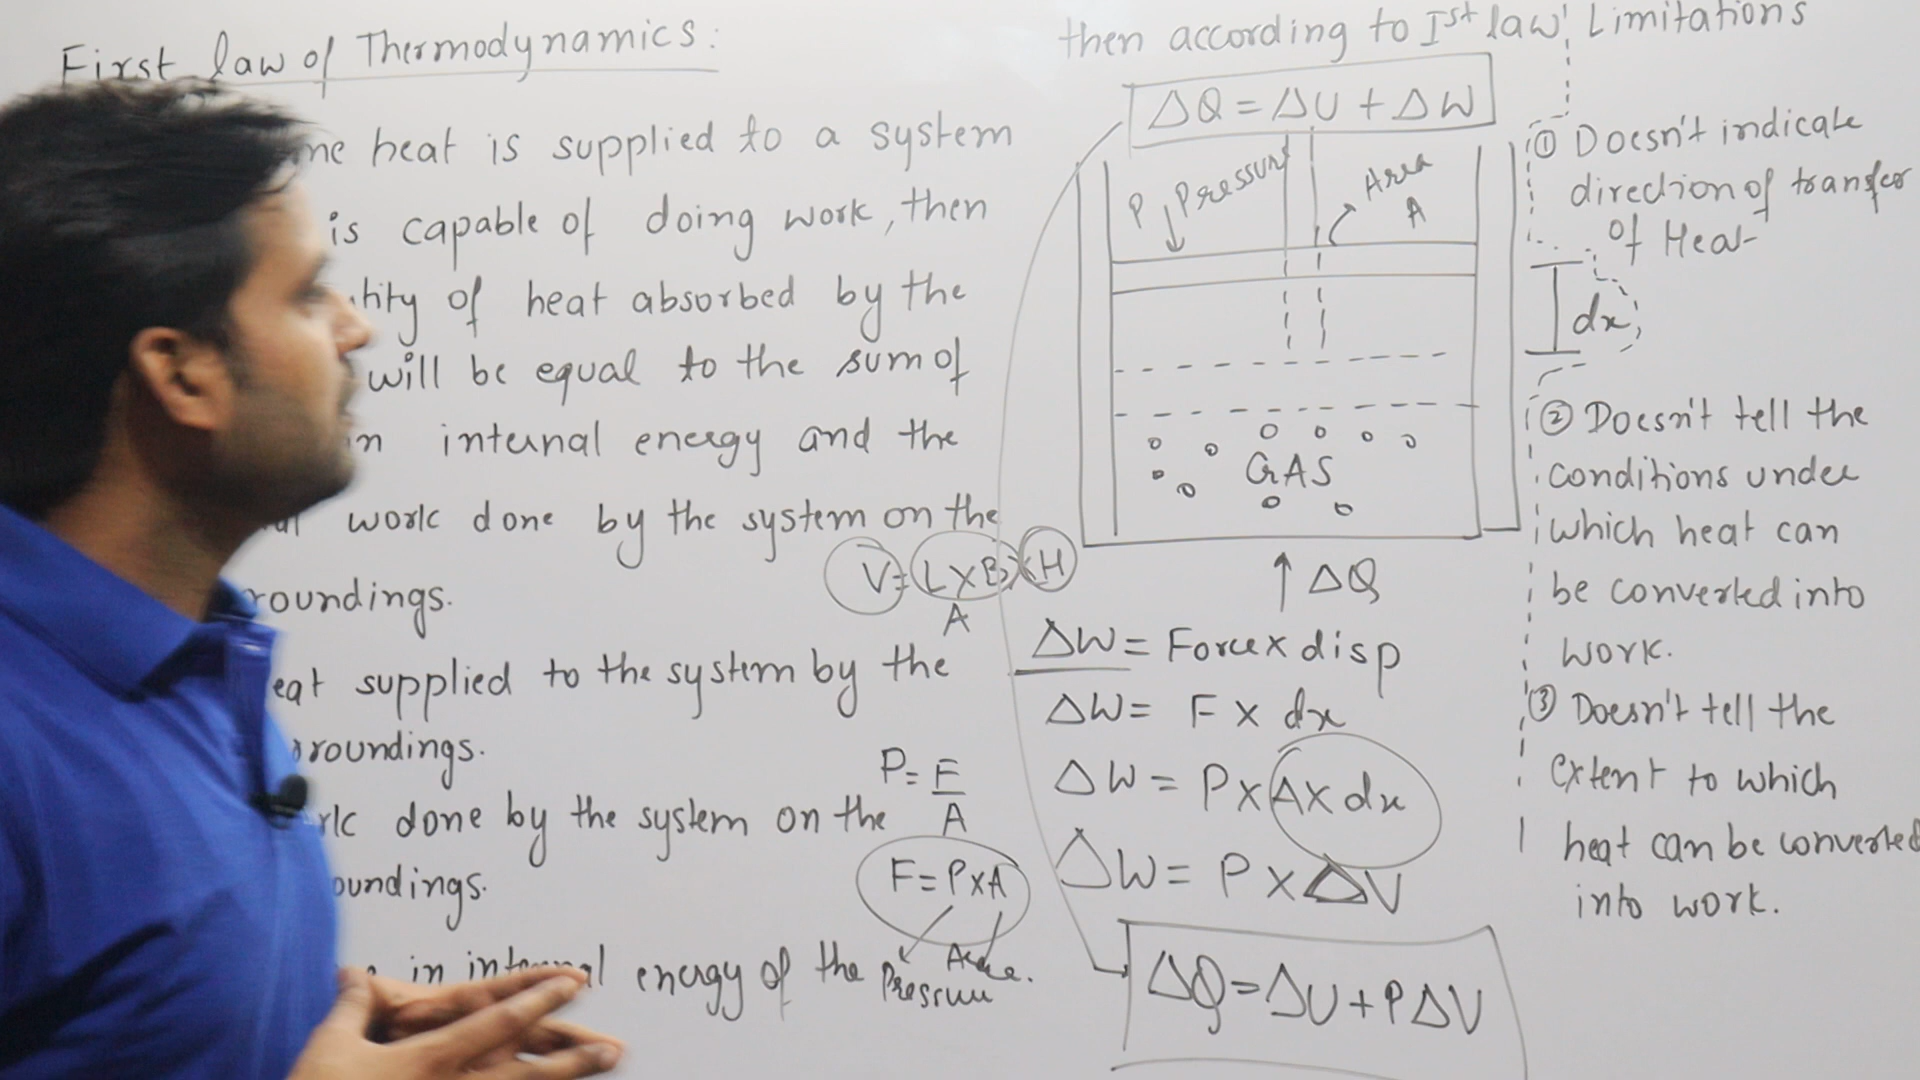 First law of Thermodynamics:
heat is supplied to a system
is capable of doing work, then
of heat absorbed by the
will be equal to the sum of
internal energy and the
work done by the system on the
roundings.
supplied to the system by the
roundings.
done by the system on the
oundings.
in internal energy of the
V = L X B X H
A
P = F
A
F = P X A
Pressure
then according to Ist law
ΔQ = ΔU + ΔW
P Pressure
Area
A
GAS
↑ ΔQ
ΔW = Force x disp
ΔW = F X dx
ΔW = P X A X dx
ΔW = P X ΔV
ΔQ = ΔU + PΔV
Limitations
① Doesn't indicate
direction of transfer
of Heat
dx
② Doesn't tell the
conditions under
which heat can
be converted into
work.
③ Doesn't tell the
extent to which
heat can be converted
into work.